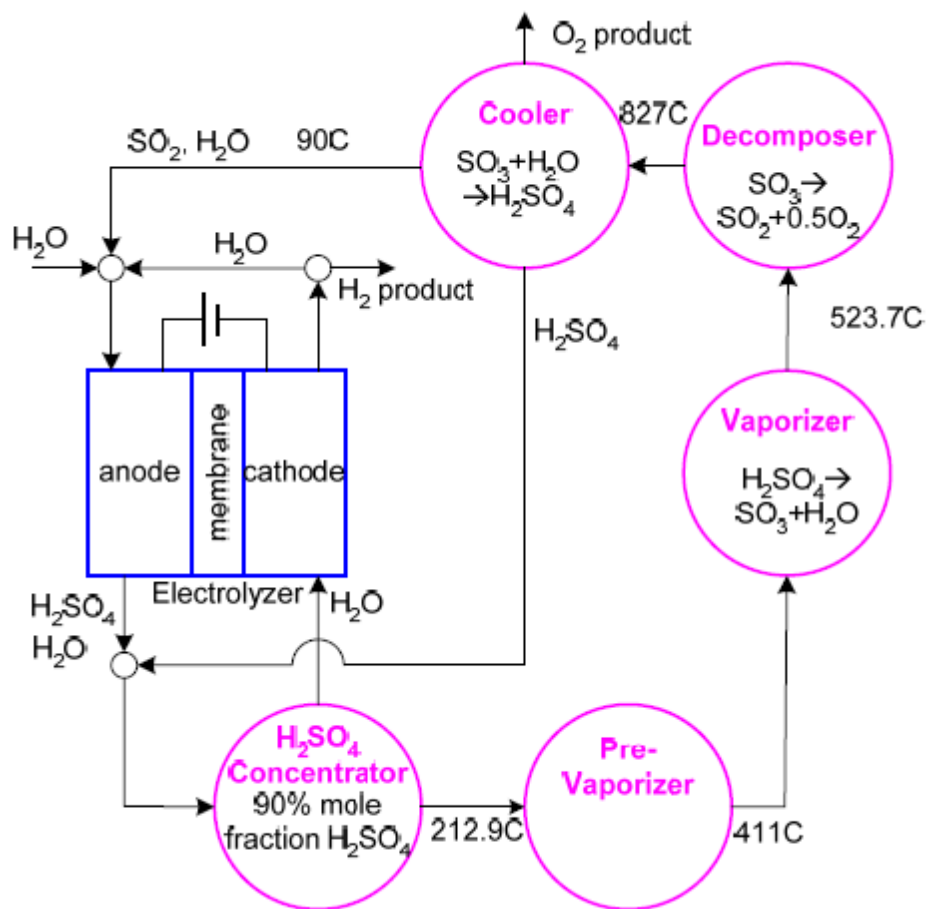 O₂ product
Cooler
SO₃+H₂O
→H₂SO₄
827C
Decomposer
SO₃→
SO₂+0.5O₂
SO₂, H₂O
90C
H₂O
H₂O
H₂ product
H₂SO₄
523.7C
Vaporizer
H₂SO₄→
SO₃+H₂O
anode
membrane
cathode
Electrolyzer
H₂SO₄
H₂O
H₂O
H₂SO₄
Concentrator
90% mole
fraction H₂SO₄
212.9C
Pre-
Vaporizer
411C